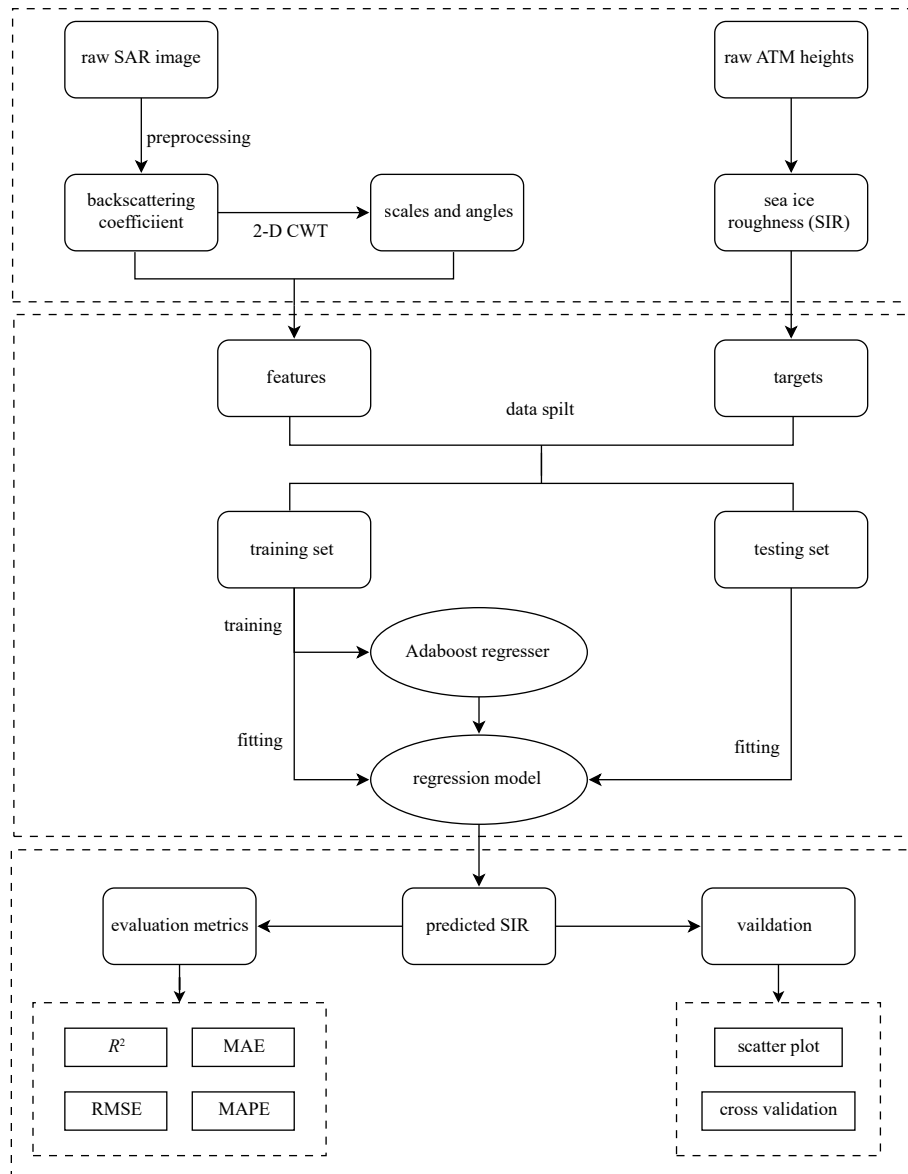 raw SAR image
raw ATM heights
preprocessing
backscattering
coefficiient
2-D CWT
scales and angles
sea ice
roughness (SIR)
features
targets
data spilt
training set
testing set
training
Adaboost regresser
fitting
fitting
regression model
evaluation metrics
predicted SIR
vaildation
R²
MAE
scatter plot
RMSE
MAPE
cross validation